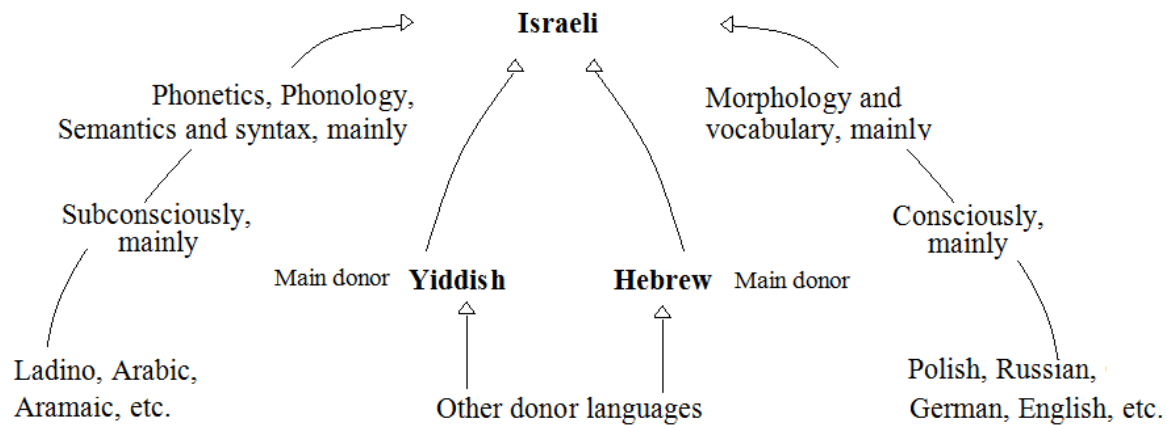 Israeli
Phonetics, Phonology,
Semantics and syntax, mainly
Morphology and
vocabulary, mainly
Subconsciously,
mainly
Consciously,
mainly
Main donor Yiddish
Hebrew Main donor
Ladino, Arabic,
Aramaic, etc.
Other donor languages
Polish, Russian,
German, English, etc.